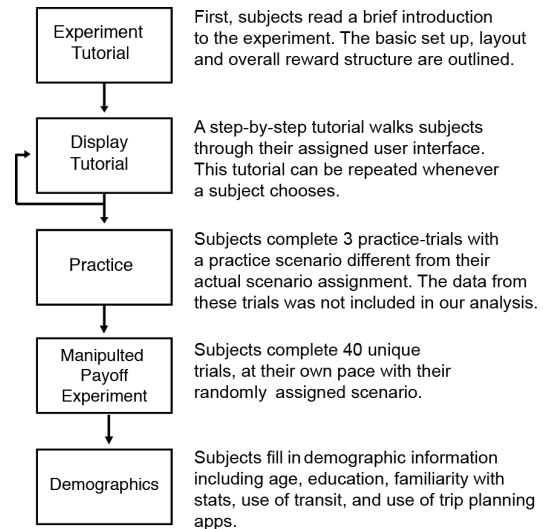 Experiment
Tutorial
First, subjects read a brief introduction
to the experiment. The basic set up, layout
and overall reward structure are outlined.
Display
Tutorial
A step-by-step tutorial walks subjects
through their assigned user interface.
This tutorial can be repeated whenever
a subject chooses.
Practice
Subjects complete 3 practice-trials with
a practice scenario different from their
actual scenario assignment. The data from
these trials was not included in our analysis.
Manipulted
Payoff
Experiment
Subjects complete 40 unique
trials, at their own pace with their
randomly assigned scenario.
Demographics
Subjects fill in demographic information
including age, education, familiarity with
stats, use of transit, and use of trip planning
apps.